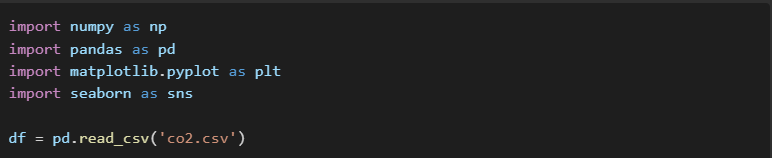 import numpy as np
import pandas as pd
import matplotlib.pyplot as plt
import seaborn as sns
df = pd.read_csv('co2.csv')